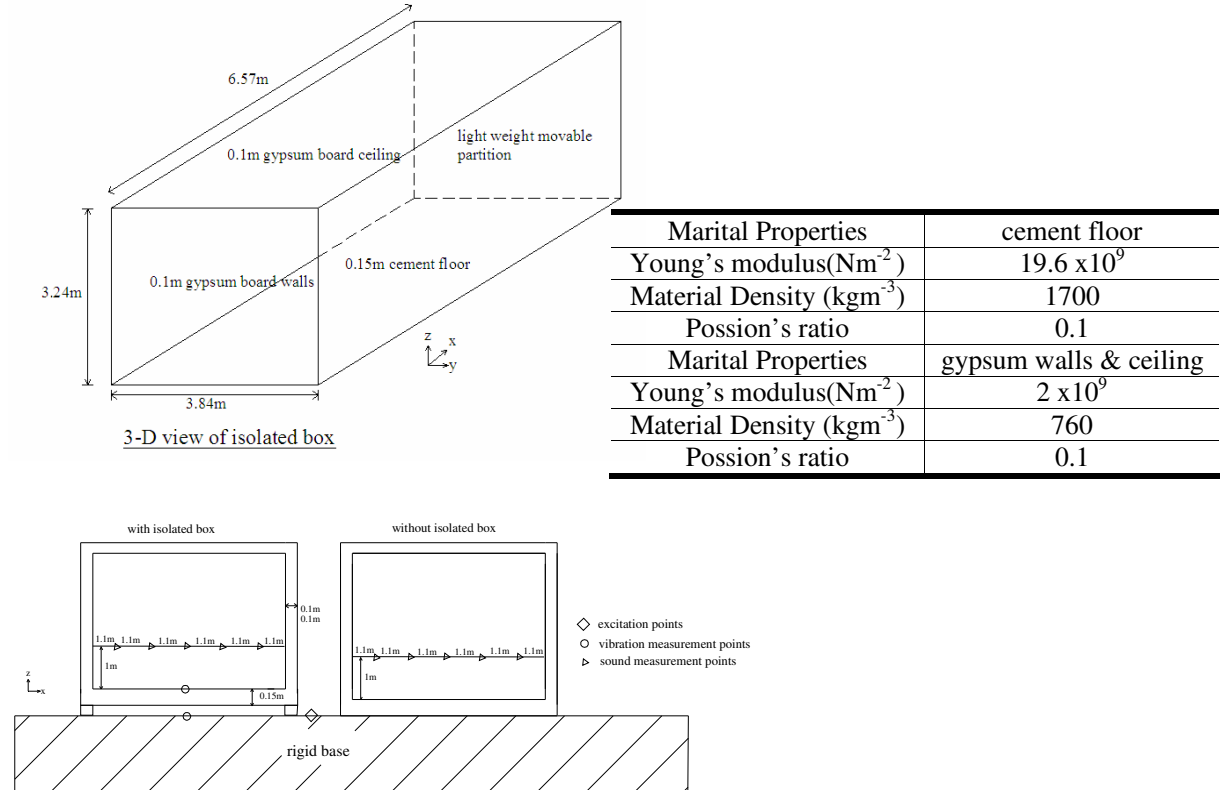 6.57m
light weight movable
partition
0.1m gypsum board ceiling
0.15m cement floor
0.1m gypsum board walls
3.24m
z
x
y
3.84m
3-D view of isolated box
Marital Properties cement floor
Young's modulus(Nm⁻²) 19.6 x10⁹
Material Density (kgm⁻³) 1700
Possion's ratio 0.1
Marital Properties gypsum walls & ceiling
Young's modulus(Nm⁻²) 2 x10⁹
Material Density (kgm⁻³) 760
Possion's ratio 0.1
with isolated box
without isolated box
0.1m
0.1m
1.1m 1.1m 1.1m 1.1m 1.1m 1.1m
1m
0.15m
z
x
1.1m 1.1m 1.1m 1.1m 1.1m 1.1m
1m
excitation points
vibration measurement points
sound measurement points
rigid base